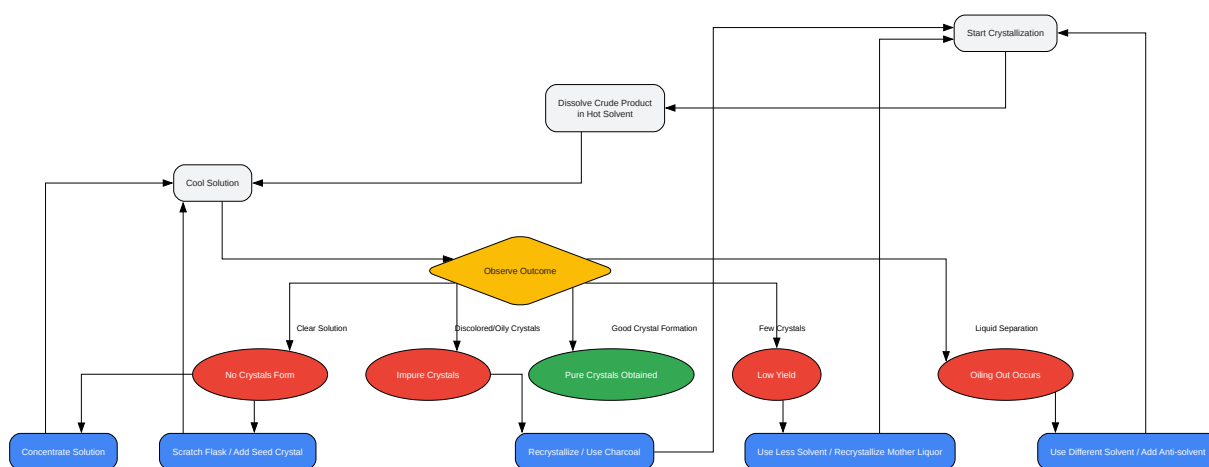 Start Crystallization
Dissolve Crude Product
in Hot Solvent
Cool Solution
Observe Outcome
Clear Solution
Discolored/Oily Crystals
Good Crystal Formation
Few Crystals
Liquid Separation
No Crystals Form
Impure Crystals
Pure Crystals Obtained
Low Yield
Oiling Out Occurs
Concentrate Solution
Scratch Flask / Add Seed Crystal
Recrystallize / Use Charcoal
Use Less Solvent / Recrystallize Mother Liquor
Use Different Solvent / Add Anti-solvent